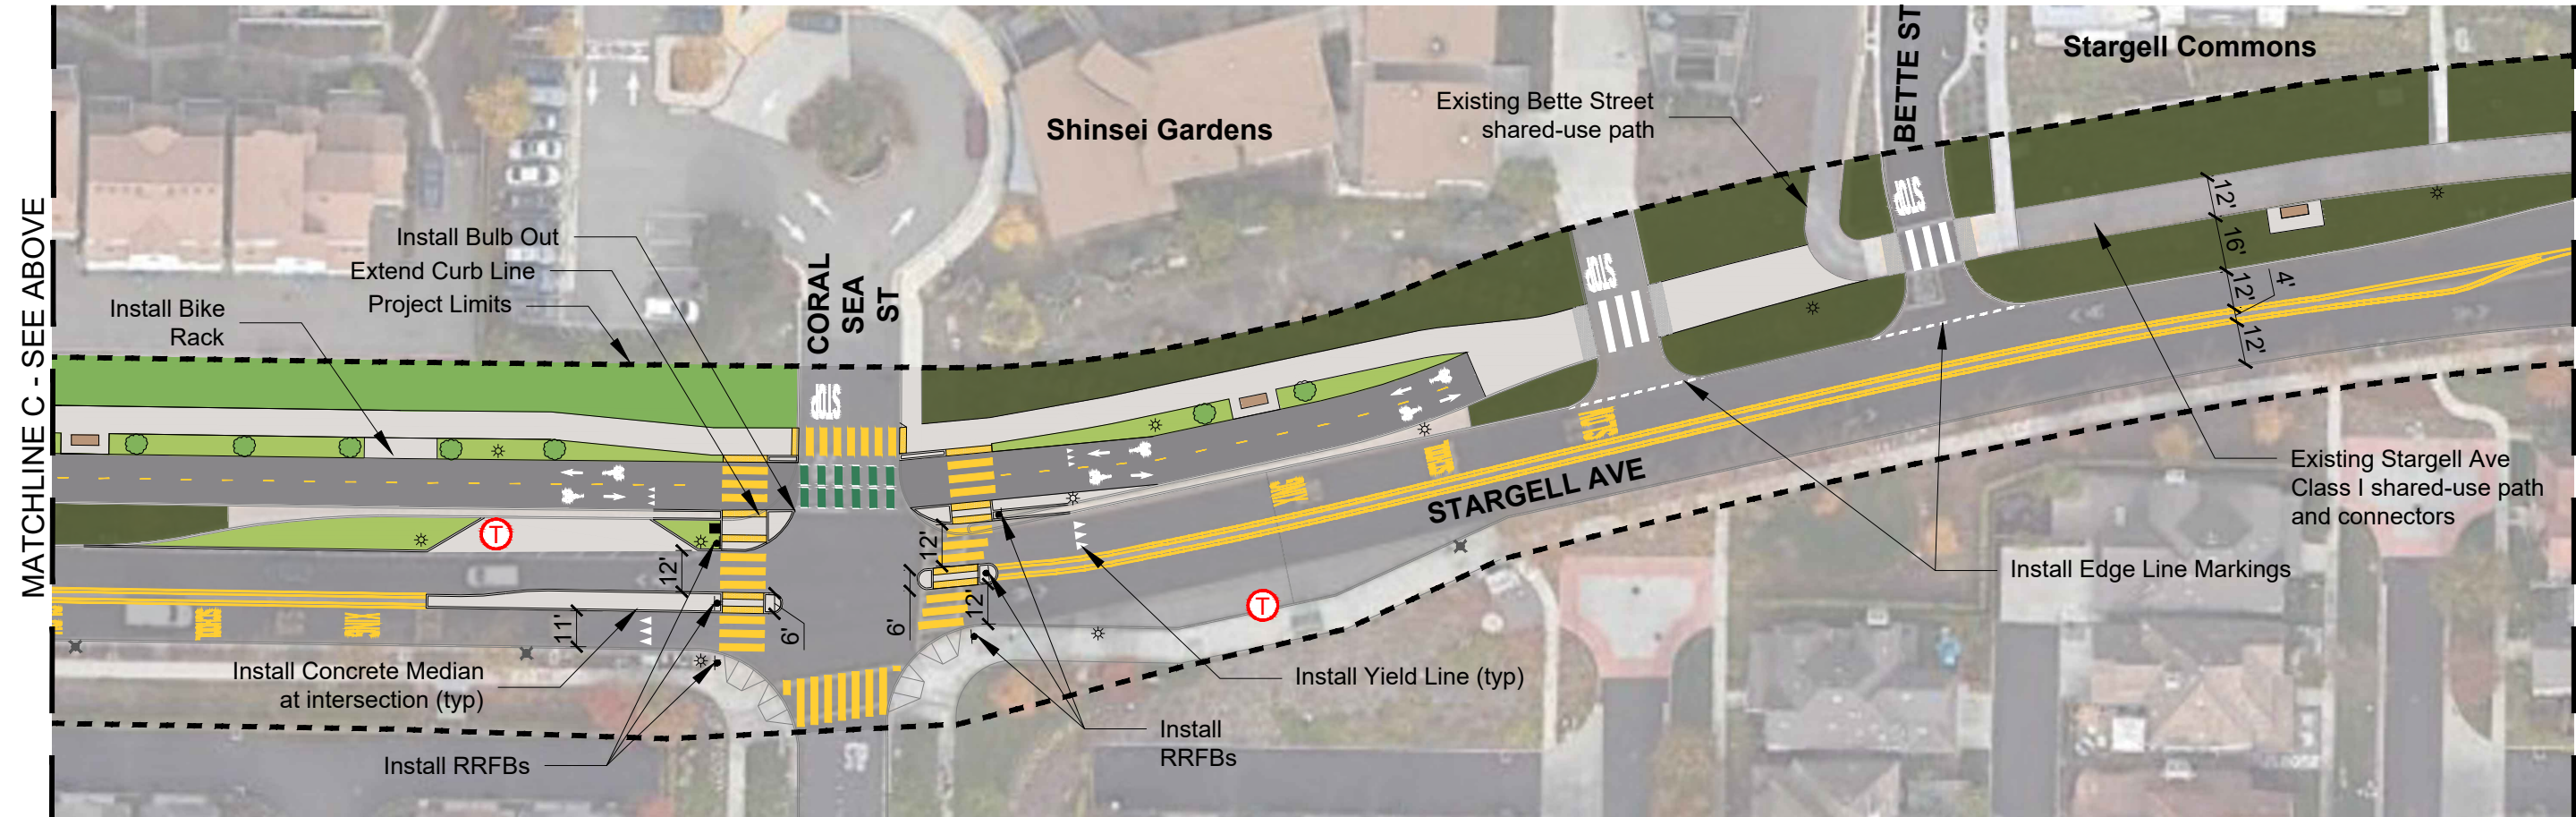 MATCHLINE C - SEE ABOVE
Stargell Commons
BETTE ST
Existing Bette Street
shared-use path
Shinsei Gardens
Install Bulb Out
Extend Curb Line
Project Limits
Install Bike
Rack
CORAL
SEA
ST
STOP
STOP
STOP
12'
16'
12'
4'
12'
STARGELL AVE
Existing Stargell Ave
Class I shared-use path
and connectors
Install Edge Line Markings
T
T
12'
11'
6'
12'
6'
12'
SCHOOL
XING
Install Concrete Median
at intersection (typ)
Install Yield Line (typ)
Install RRFBs
Install
RRFBs